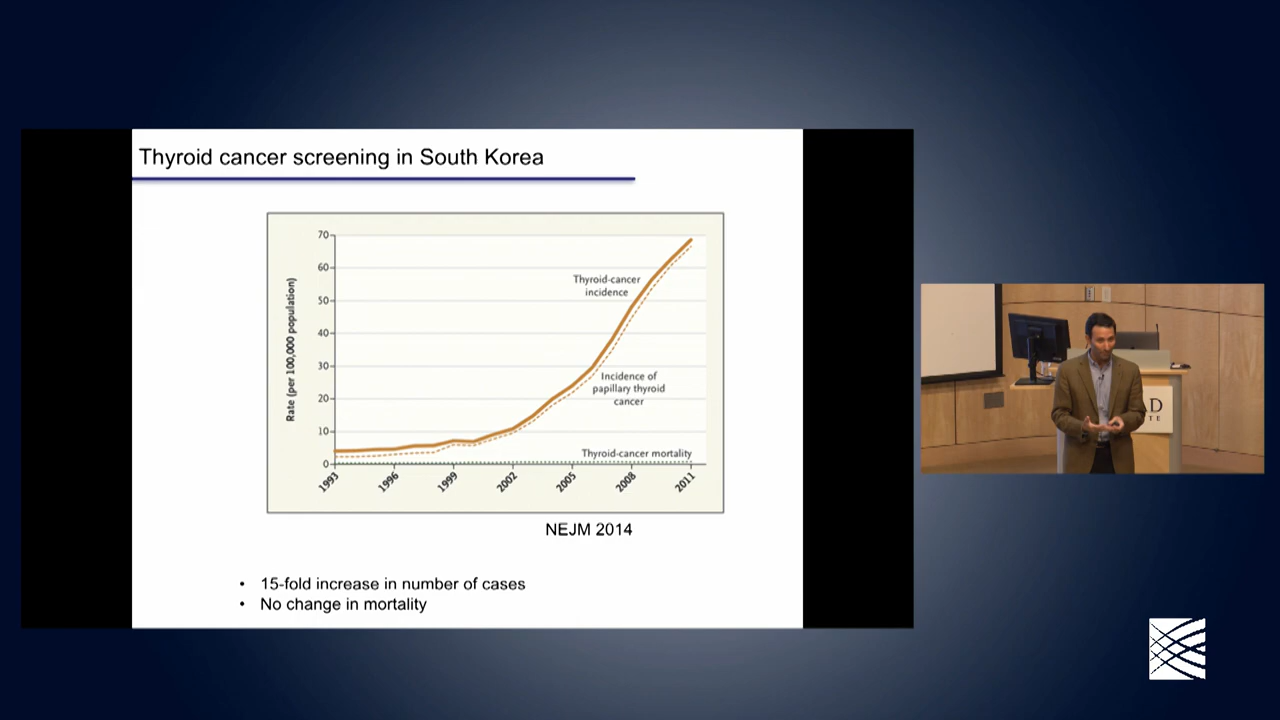 Thyroid cancer screening in South Korea
Rate (per 100,000 population)
70
60
50
40
30
20
10
0
Thyroid-cancer
incidence
Incidence of
papillary thyroid
cancer
Thyroid-cancer mortality
1993
1996
1999
2002
2005
2008
2011
NEJM 2014
• 15-fold increase in number of cases
• No change in mortality
AD
TE